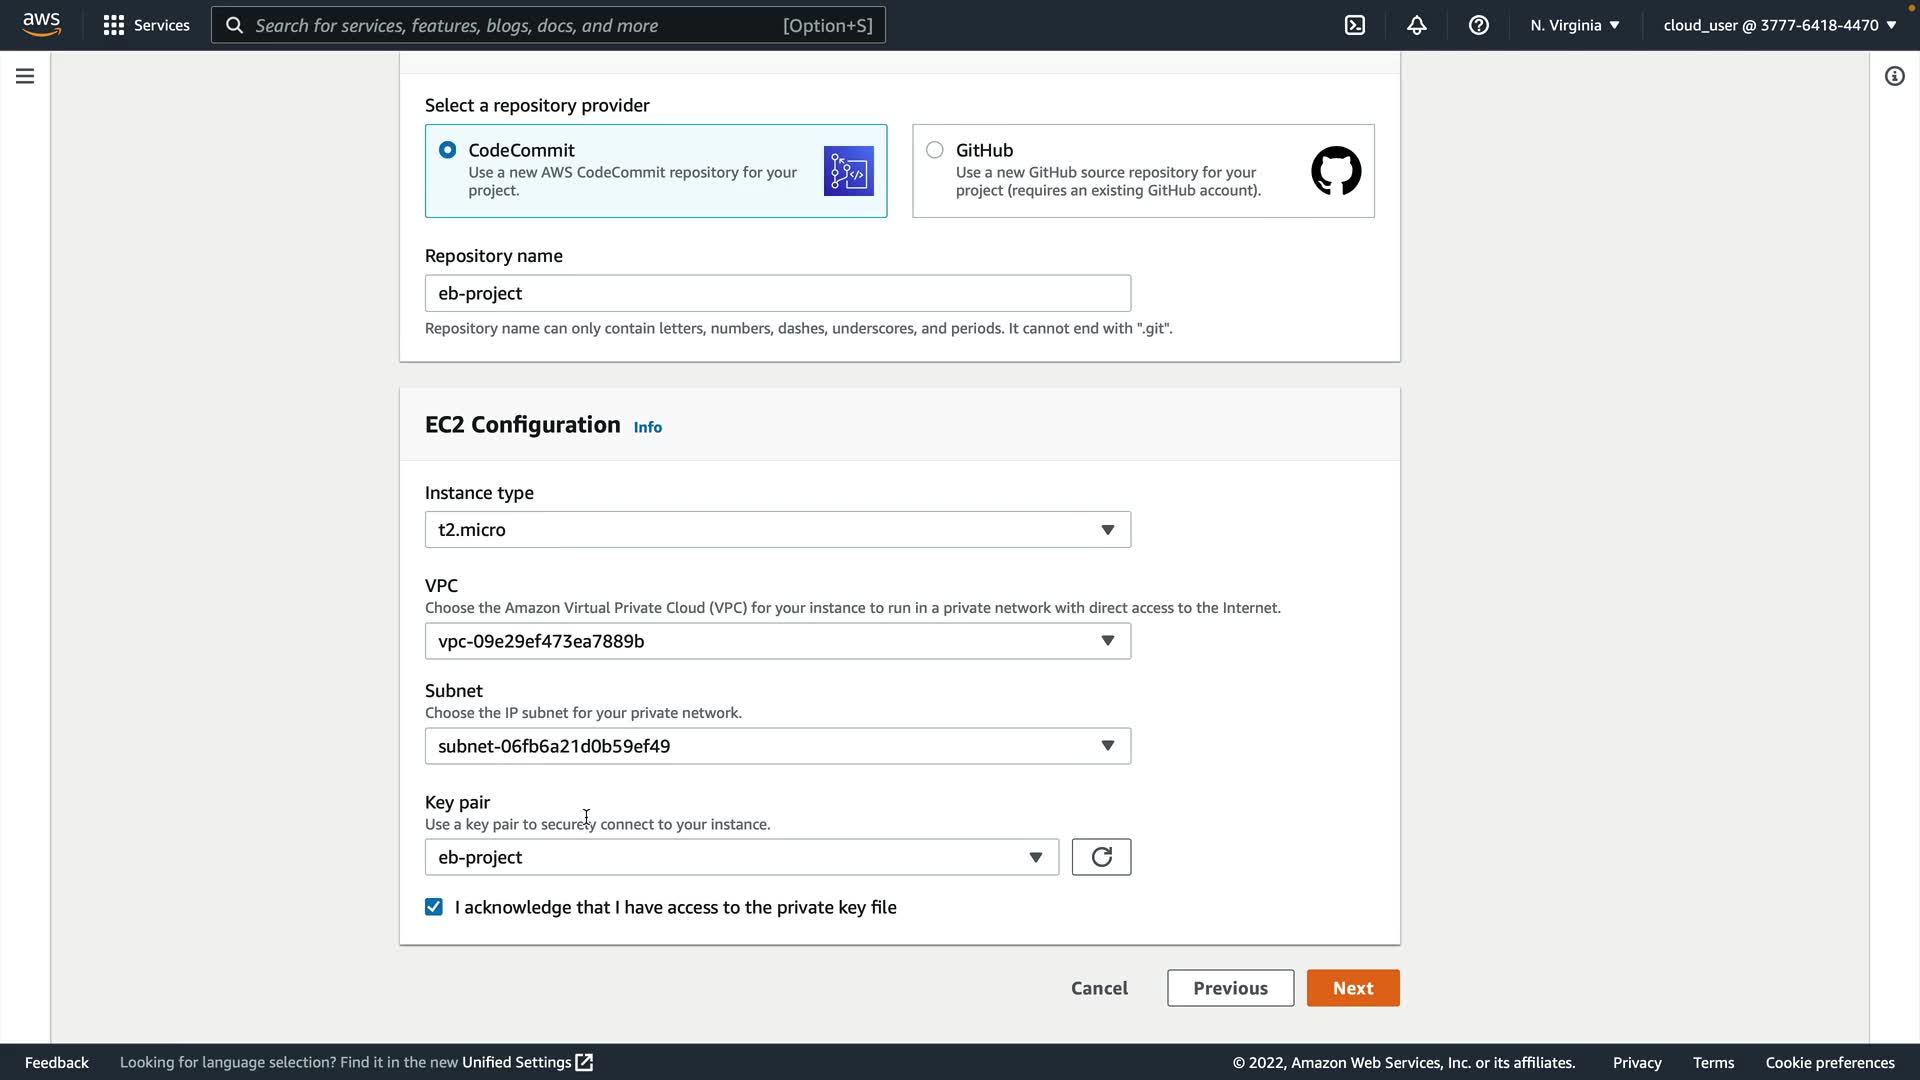 aws
Services
Search for services, features, blogs, docs, and more
[Option+S]
N. Virginia ▼
cloud_user @ 3777-6418-4470 ▼
Select a repository provider
CodeCommit
Use a new AWS CodeCommit repository for your
project.
GitHub
Use a new GitHub source repository for your
project (requires an existing GitHub account).
Repository name
eb-project
Repository name can only contain letters, numbers, dashes, underscores, and periods. It cannot end with ".git".
EC2 Configuration Info
Instance type
t2.micro
VPC
Choose the Amazon Virtual Private Cloud (VPC) for your instance to run in a private network with direct access to the Internet.
vpc-09e29ef473ea7889b
Subnet
Choose the IP subnet for your private network.
subnet-06fb6a21d0b59ef49
Key pair
Use a key pair to securely connect to your instance.
eb-project
I acknowledge that I have access to the private key file
Cancel
Previous
Next
Feedback
Looking for language selection? Find it in the new Unified Settings
© 2022, Amazon Web Services, Inc. or its affiliates.
Privacy
Terms
Cookie preferences